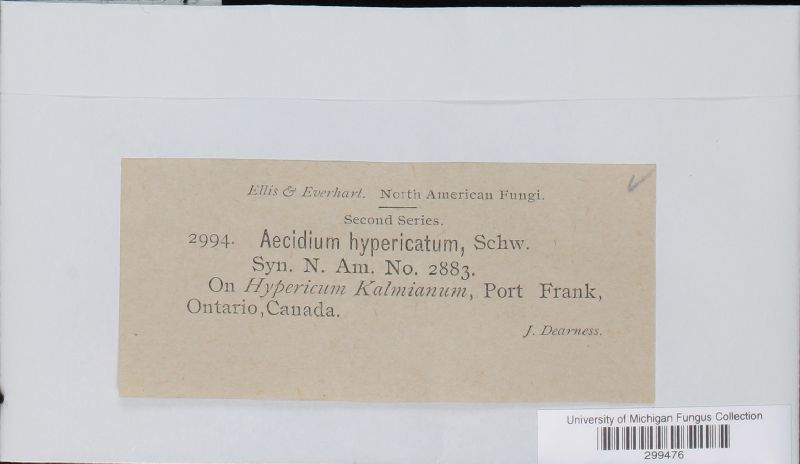 Ellis & Everhart. North American Fungi.
Second Series.
2994. Aecidium hypericatum, Schw.
Syn. N. Am. No. 2883.
On Hypericum Kalmianum, Port Frank,
Ontario, Canada.
J. Dearness.
University of Michigan Fungus Collection
299476